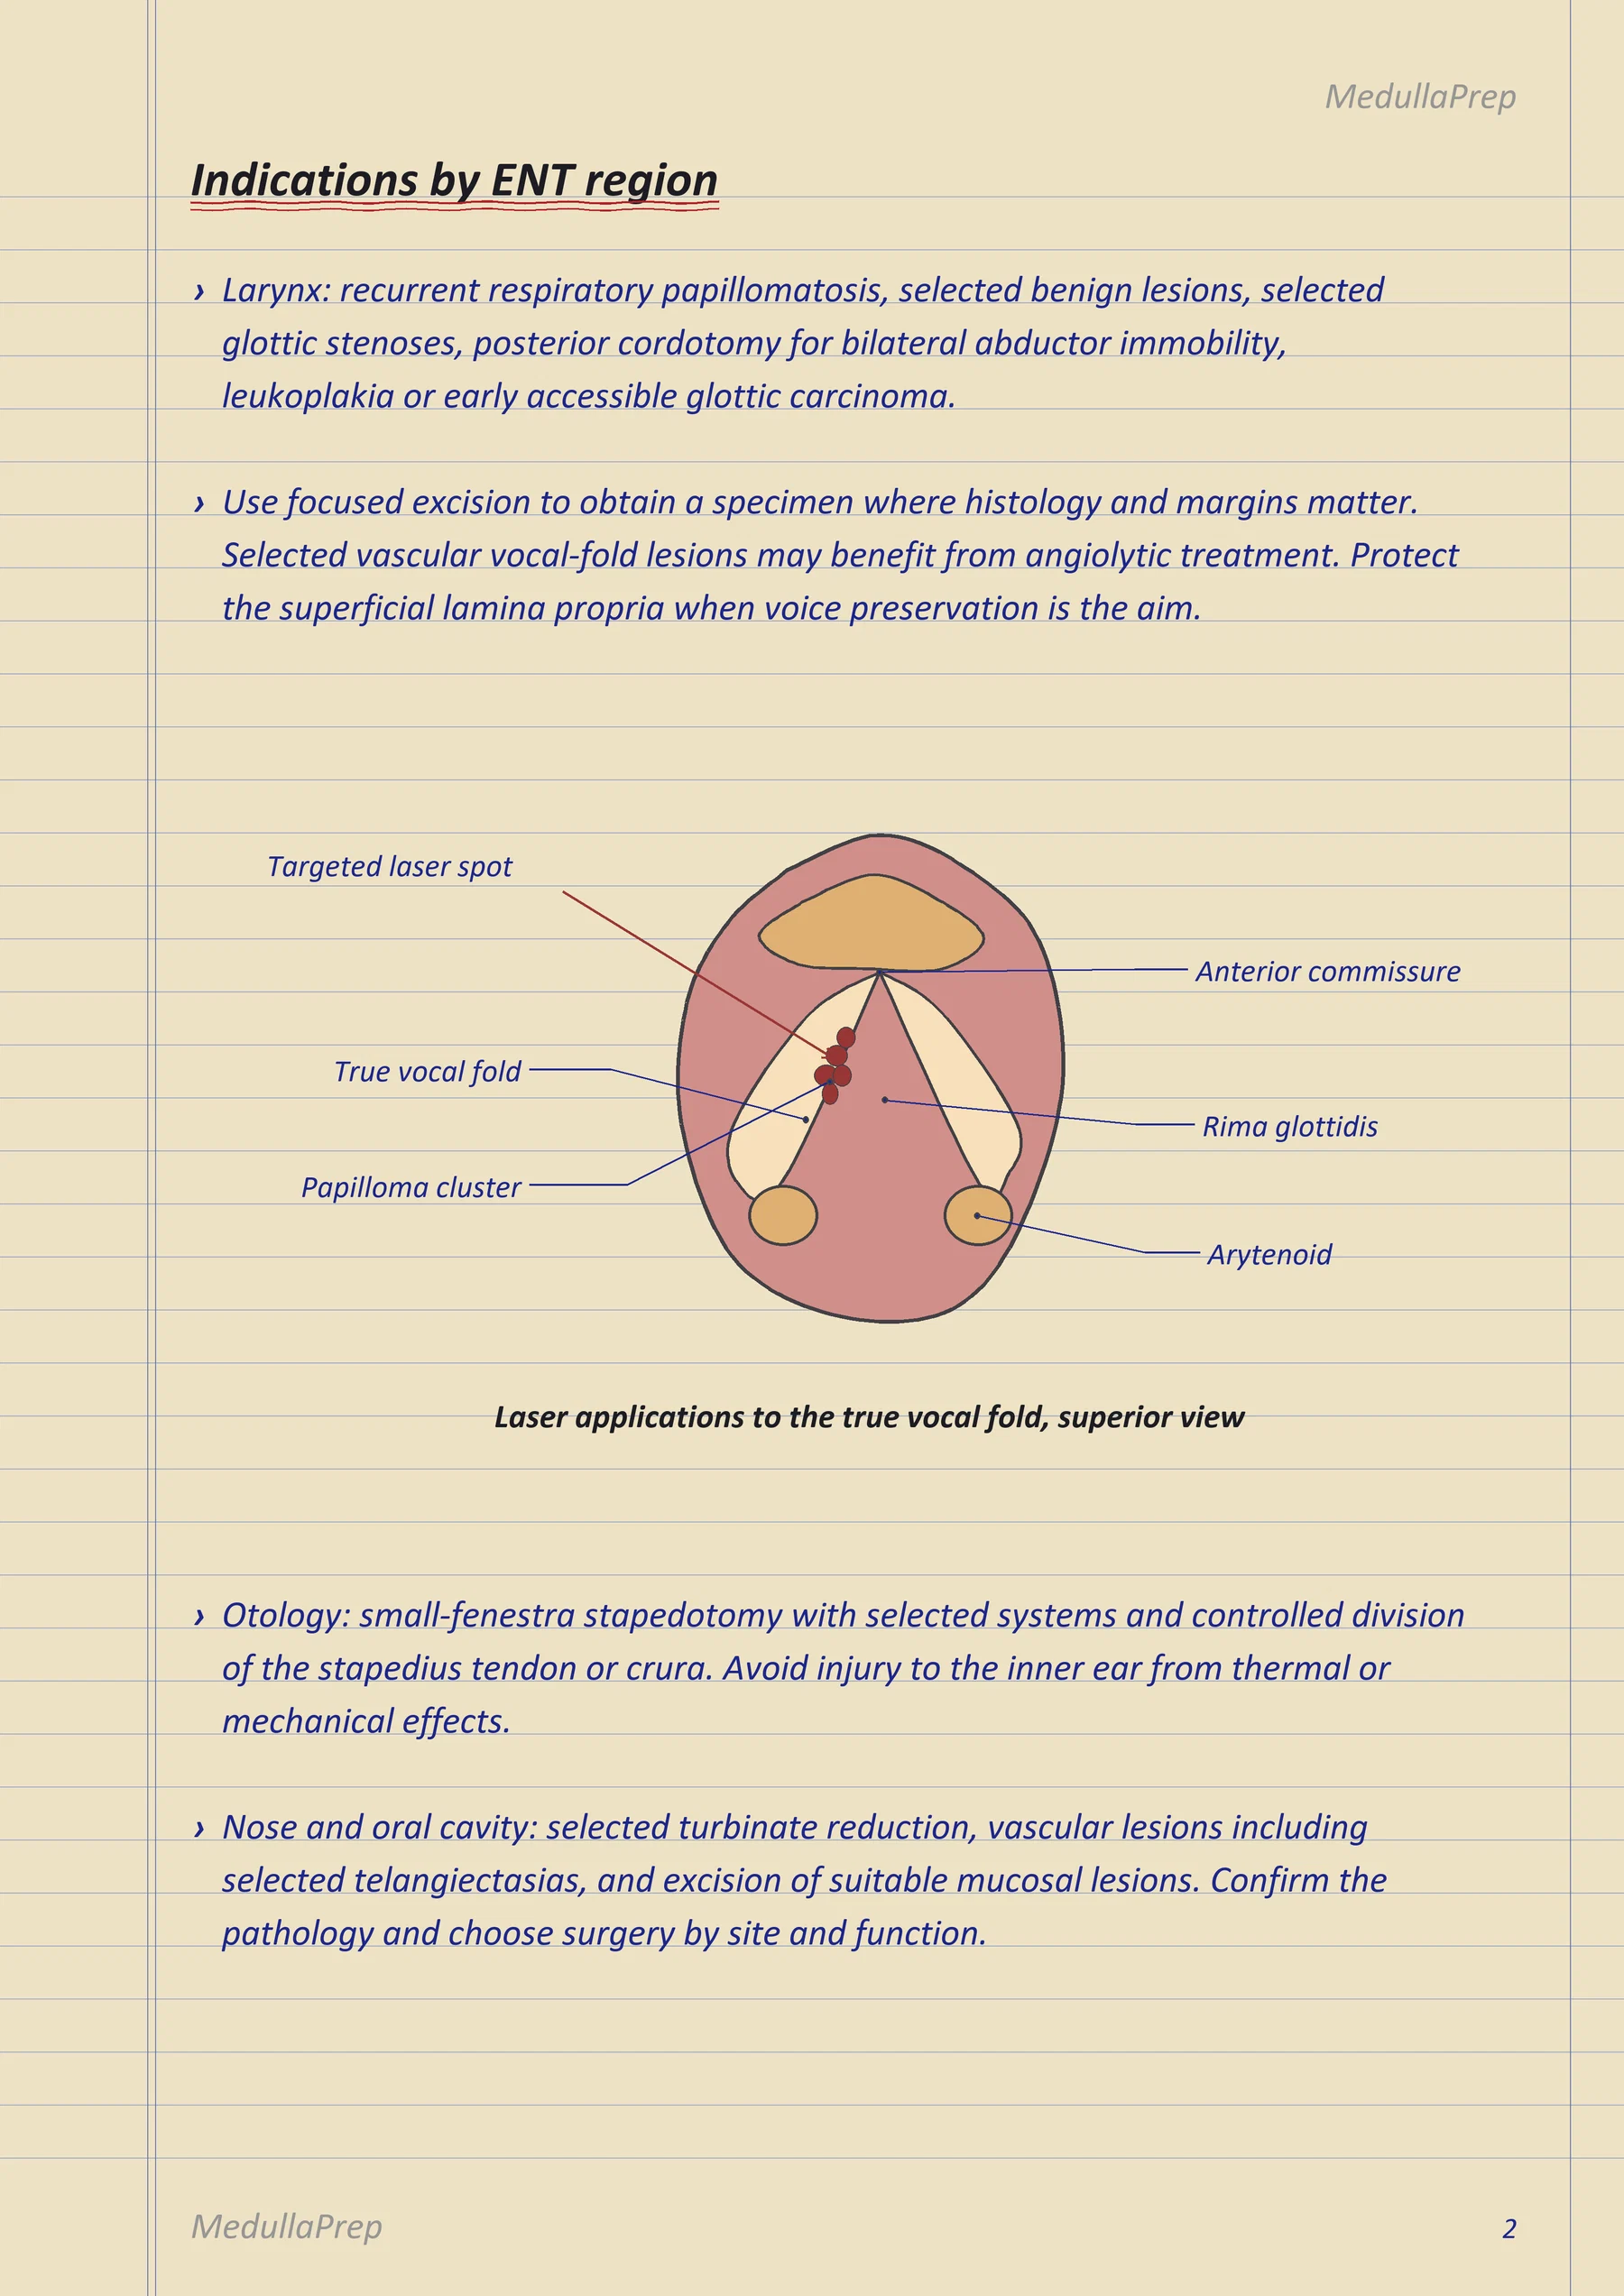 MedullaPrep
Indications by ENT region
› Larynx: recurrent respiratory papillomatosis, selected benign lesions, selected
glottic stenoses, posterior cordotomy for bilateral abductor immobility,
leukoplakia or early accessible glottic carcinoma.
› Use focused excision to obtain a specimen where histology and margins matter.
Selected vascular vocal-fold lesions may benefit from angiolytic treatment. Protect
the superficial lamina propria when voice preservation is the aim.
Targeted laser spot
Anterior commissure
True vocal fold
Rima glottidis
Papilloma cluster
Arytenoid
Laser applications to the true vocal fold, superior view
› Otology: small-fenestra stapedotomy with selected systems and controlled division
of the stapedius tendon or crura. Avoid injury to the inner ear from thermal or
mechanical effects.
› Nose and oral cavity: selected turbinate reduction, vascular lesions including
selected telangiectasias, and excision of suitable mucosal lesions. Confirm the
pathology and choose surgery by site and function.
MedullaPrep
2